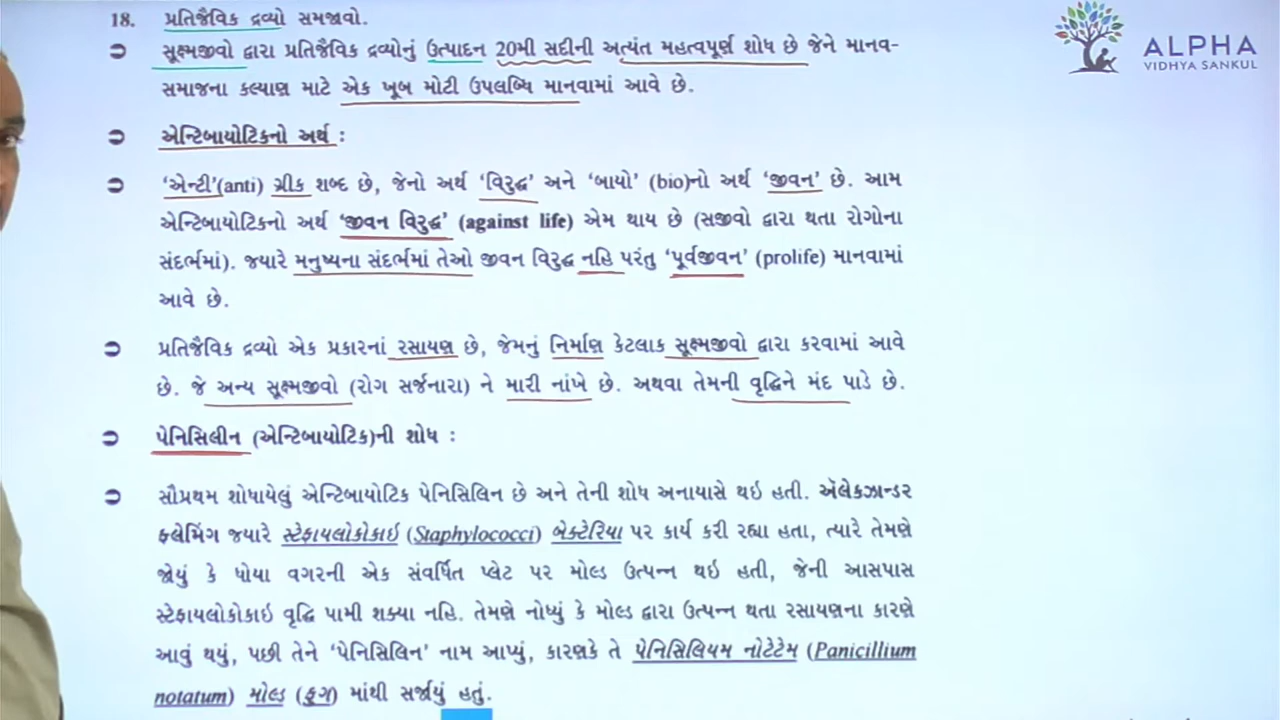 18. પ્રતિજૈવિક દ્રવ્યો સમજાવો.
ALPHA
VIDHYA SANKUL
➲ સૂક્ષ્મજીવો દ્વારા પ્રતિજૈવિક દ્રવ્યોનું ઉત્પાદન 20મી સદીની અત્યંત મહત્વપૂર્ણ શોધ છે જેને માનવ-
સમાજના કલ્યાણ માટે એક ખૂબ મોટી ઉપલબ્ધિ માનવામાં આવે છે.
➲ એન્ટિબાયોટિકનો અર્થ :
➲ ‘એન્ટી’(anti) ગ્રીક શબ્દ છે, જેનો અર્થ ‘વિરુદ્ધ’ અને ‘બાયો’ (bio)નો અર્થ ‘જીવન’ છે. આમ
એન્ટિબાયોટિકનો અર્થ ‘જીવન વિરુદ્ધ’ (against life) એમ થાય છે (સજીવો દ્વારા થતા રોગોના
સંદર્ભમાં). જ્યારે મનુષ્યના સંદર્ભમાં તેઓ જીવન વિરુદ્ધ નહિ પરંતુ ‘પૂર્વજીવન’ (prolife) માનવામાં
આવે છે.
➲ પ્રતિજૈવિક દ્રવ્યો એક પ્રકારનાં રસાયણ છે, જેમનું નિર્માણ કેટલાક સૂક્ષ્મજીવો દ્વારા કરવામાં આવે
છે. જે અન્ય સૂક્ષ્મજીવો (રોગ સર્જનારા) ને મારી નાંખે છે. અથવા તેમની વૃદ્ધિને મંદ પાડે છે.
➲ પેનિસિલીન (એન્ટિબાયોટિક)ની શોધ :
➲ સૌપ્રથમ શોધાયેલું એન્ટિબાયોટિક પેનિસિલિન છે અને તેની શોધ અનાયાસે થઇ હતી. ઍલેકઝાન્ડર
ફ્લેમિંગ જ્યારે સ્ટેફાયલોકોકાઇ (Staphylococci) બેક્ટેરિયા પર કાર્ય કરી રહ્યા હતા, ત્યારે તેમણે
જોયું કે ધોયા વગરની એક સંવર્ધિત પ્લેટ પર મોલ્ડ ઉત્પન્ન થઇ હતી, જેની આસપાસ
સ્ટેફાયલોકોકાઇ વૃદ્ધિ પામી શક્યા નહિ. તેમણે નોધ્યું કે મોલ્ડ દ્વારા ઉત્પન્ન થતા રસાયણના કારણે
આવું થયું, પછી તેને ‘પેનિસિલિન’ નામ આપ્યું, કારણકે તે પેનિસિલિયમ નોટેટેમ (Panicillium
notatum) મોલ્ડ (ફૂગ) માંથી સર્જાયું હતું.